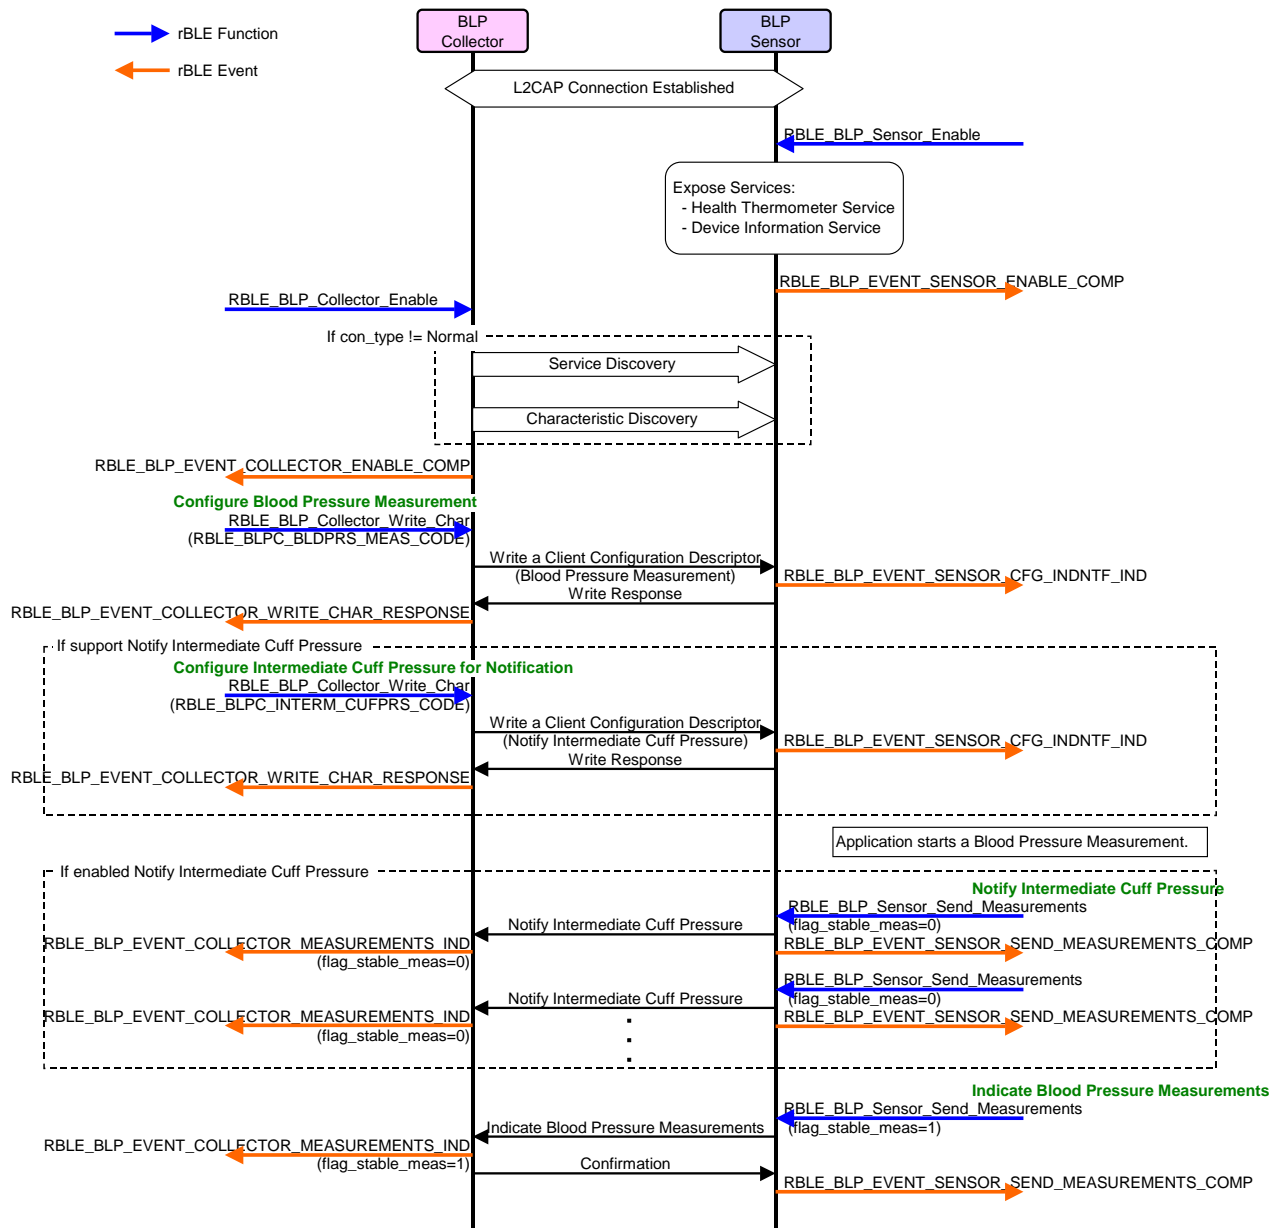 BLP
Collector
BLP
Sensor
rBLE Function
rBLE Event
L2CAP Connection Established
RBLE_BLP_Sensor_Enable
Expose Services:
- Health Thermometer Service
- Device Information Service
RBLE_BLP_EVENT_SENSOR_ENABLE_COMP
RBLE_BLP_Collector_Enable
If con_type != Normal
Service Discovery
Characteristic Discovery
RBLE_BLP_EVENT_COLLECTOR_ENABLE_COMP
Configure Blood Pressure Measurement
RBLE_BLP_Collector_Write_Char
(RBLE_BLPC_BLDPRS_MEAS_CODE)
Write a Client Configuration Descriptor
(Blood Pressure Measurement)
RBLE_BLP_EVENT_SENSOR_CFG_INDNTF_IND
Write Response
RBLE_BLP_EVENT_COLLECTOR_WRITE_CHAR_RESPONSE
If support Notify Intermediate Cuff Pressure
Configure Intermediate Cuff Pressure for Notification
RBLE_BLP_Collector_Write_Char
(RBLE_BLPC_INTERM_CUFPRS_CODE)
Write a Client Configuration Descriptor
(Notify Intermediate Cuff Pressure)
RBLE_BLP_EVENT_SENSOR_CFG_INDNTF_IND
Write Response
RBLE_BLP_EVENT_COLLECTOR_WRITE_CHAR_RESPONSE
Application starts a Blood Pressure Measurement.
If enabled Notify Intermediate Cuff Pressure
Notify Intermediate Cuff Pressure
RBLE_BLP_Sensor_Send_Measurements
(flag_stable_meas=0)
Notify Intermediate Cuff Pressure
RBLE_BLP_EVENT_COLLECTOR_MEASUREMENTS_IND
(flag_stable_meas=0)
RBLE_BLP_EVENT_SENSOR_SEND_MEASUREMENTS_COMP
RBLE_BLP_Sensor_Send_Measurements
(flag_stable_meas=0)
Notify Intermediate Cuff Pressure
RBLE_BLP_EVENT_COLLECTOR_MEASUREMENTS_IND
(flag_stable_meas=0)
RBLE_BLP_EVENT_SENSOR_SEND_MEASUREMENTS_COMP
Indicate Blood Pressure Measurements
RBLE_BLP_Sensor_Send_Measurements
(flag_stable_meas=1)
Indicate Blood Pressure Measurements
RBLE_BLP_EVENT_COLLECTOR_MEASUREMENTS_IND
(flag_stable_meas=1)
Confirmation
RBLE_BLP_EVENT_SENSOR_SEND_MEASUREMENTS_COMP